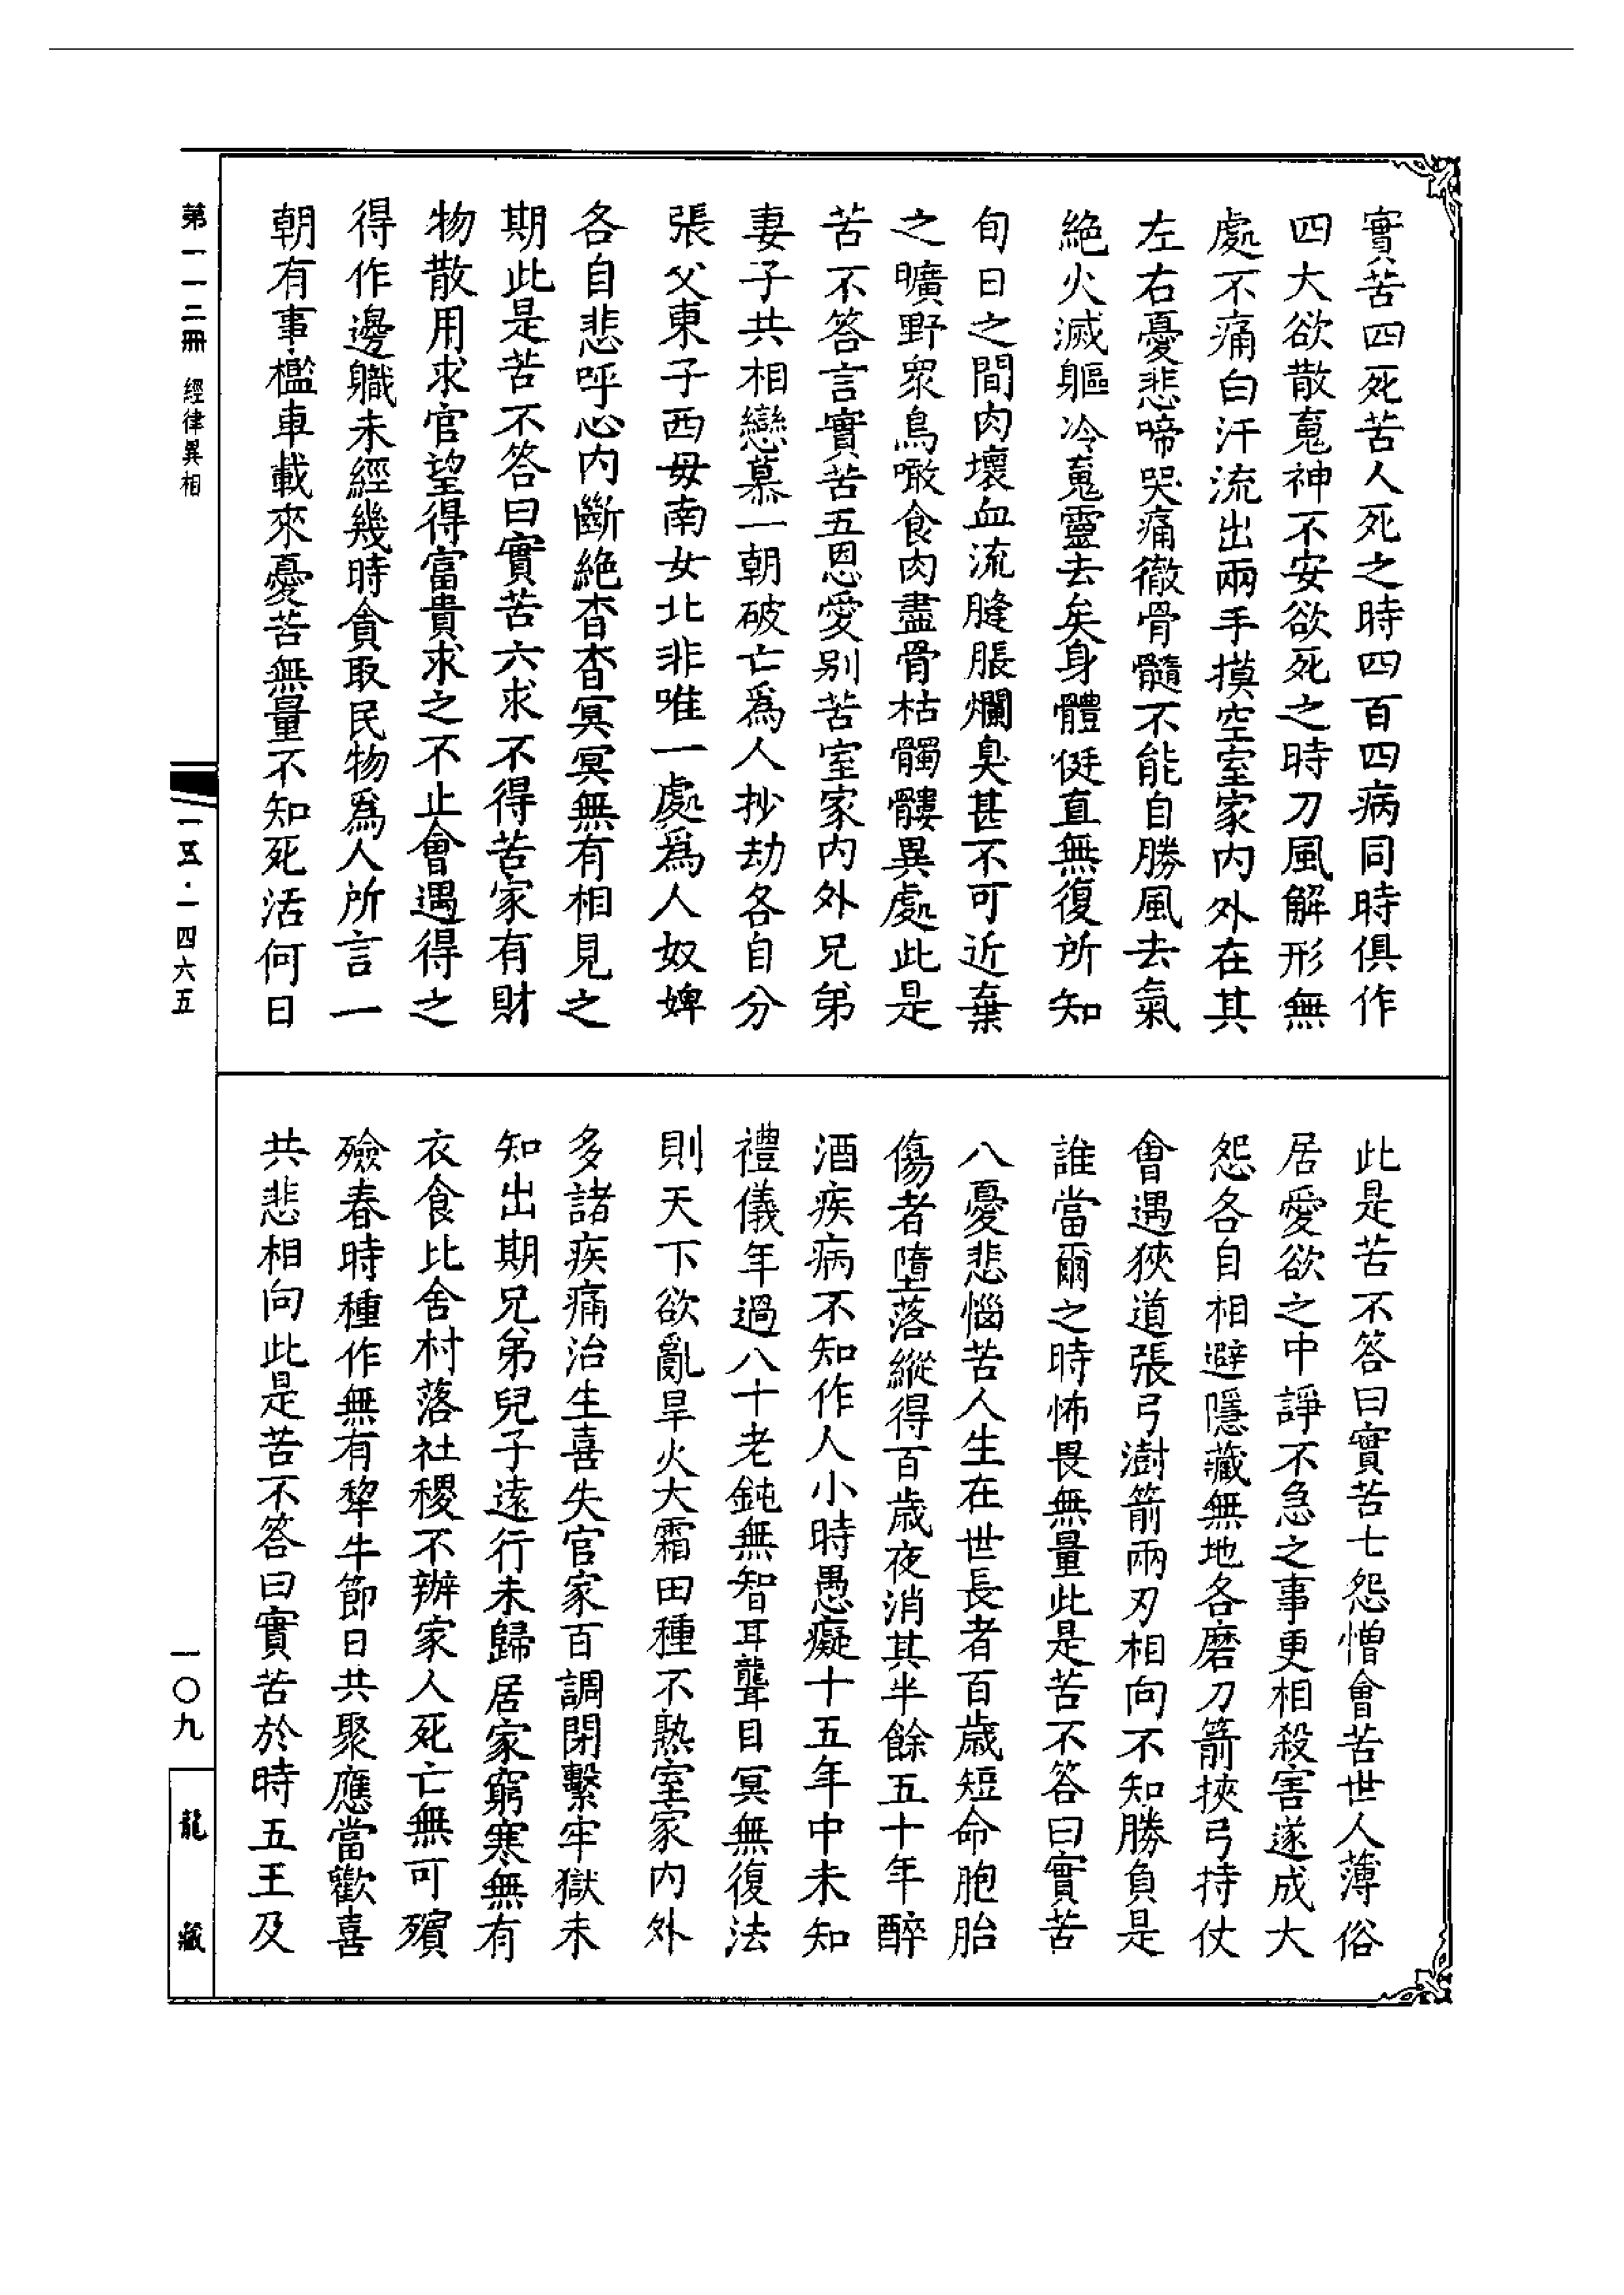 實苦四死苦人死之時四百四病同時俱作
四大欲散䰟神不安欲死之時刀風解形無
處不痛白汗流出兩手摸空室家內外在其
左右憂悲啼哭痛徹骨髓不能自勝風去氣
絕火滅軀冷䰟靈去矣身體侹直無復所知
旬日之間肉壞血流膖脹爛臭甚不可近棄
之曠野眾鳥噉食肉盡骨枯髑髏異處此是
苦不答言實苦五恩愛別苦室家內外兄弟
妻子共相戀慕一朝破亡為人抄劫各自分
張父東子西母南女北非唯一處為人奴婢
各自悲呼心內斷絕杳杳冥冥無有相見之
期此是苦不答曰實苦六求不得苦家有財
物散用求官望得富貴求之不止會遇得之
得作邊職未經幾時貪取民物為人所言一
朝有事檻車載來憂苦無量不知死活何日
此是苦不答曰實苦七怨憎會苦世人薄俗
居愛欲之中諍不急之事更相殺害遂成大
怨各自相避隱藏無地各磨刀箭挾弓持仗
會遇狹道張弓澍箭兩刃相向不知勝負是
誰當爾之時怖畏無量此是苦不答曰實苦
八憂悲惱苦人生在世長者百歲短命胞胎
傷者墮落縱得百歲夜消其半餘五十年醉
酒疾病不知作人小時愚癡十五年中未知
禮儀年過八十老鈍無智耳聾目冥無復法
則天下欲亂旱火大霜田種不熟室家內外
多諸疾痛治生喜失官家百調閉繫牢獄未
知出期兄弟兒子遠行未歸居家窮寒無有
衣食比舍村落社稷不辦家人死亡無可殯
殮春時種作無有犂牛節日共聚應當歡喜
共悲相向此是苦不答曰實苦於時五王及
第一一二冊 經律異相
一五·一四六五
一〇九
龍藏